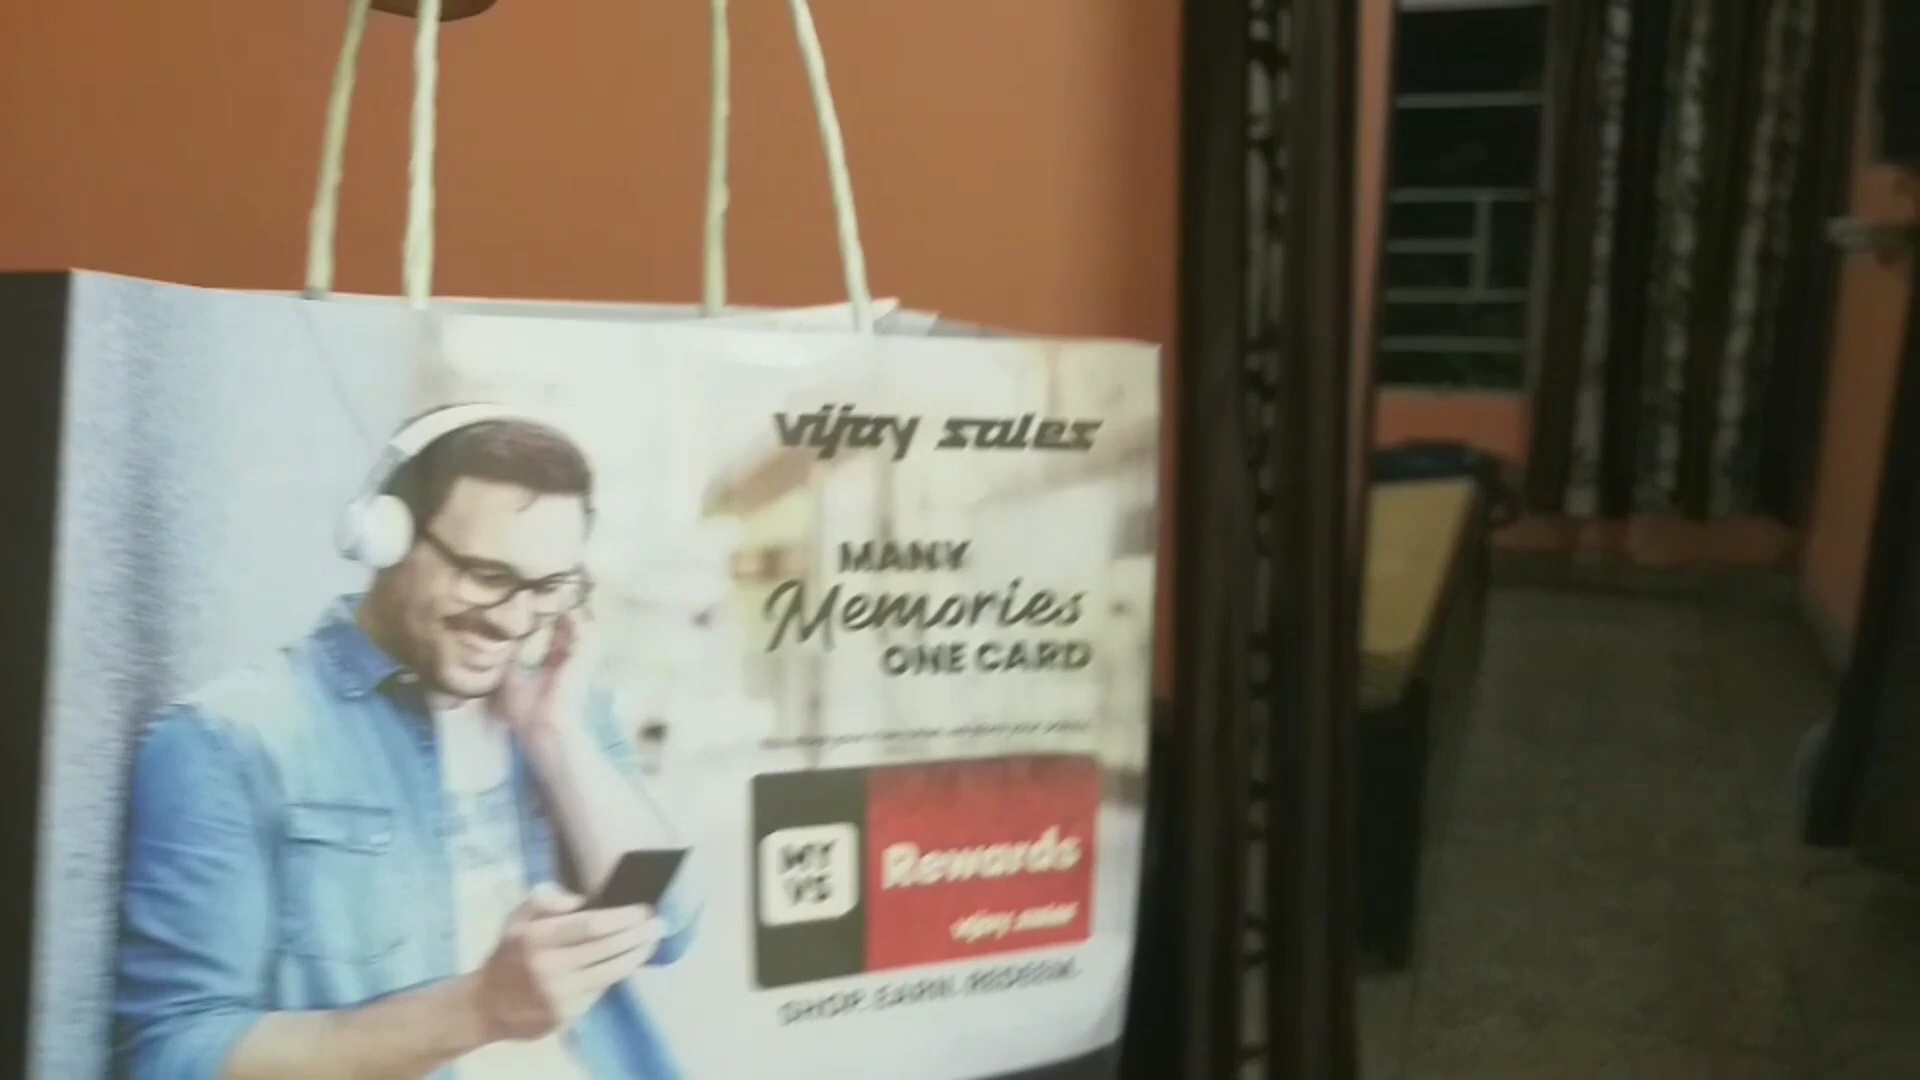 vijay sales
MANY
Memories
ONE CARD
MY
VS
Rewards
vijay sales
SHOP. EARN. REDEEM.